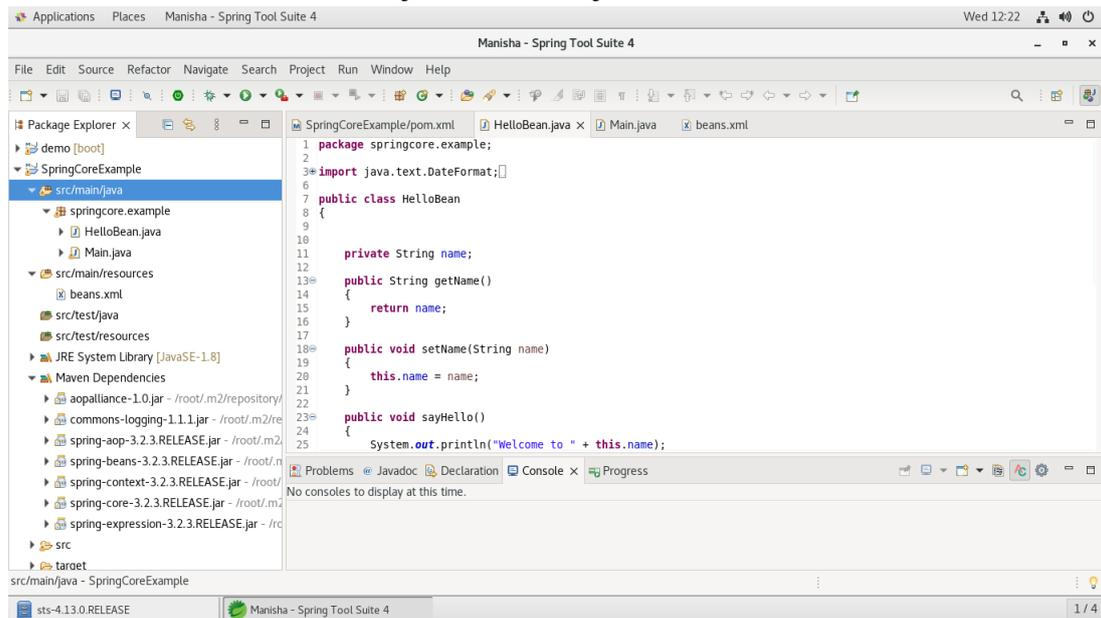 Applications Places Manisha - Spring Tool Suite 4 Wed 12:22
Manisha - Spring Tool Suite 4
File Edit Source Refactor Navigate Search Project Run Window Help
Package Explorer
demo [boot]
SpringCoreExample
src/main/java
springcore.example
HelloBean.java
Main.java
src/main/resources
beans.xml
src/test/java
src/test/resources
JRE System Library [JavaSE-1.8]
Maven Dependencies
aopalliance-1.0.jar - /root/.m2/repository/
commons-logging-1.1.1.jar - /root/.m2/re
spring-aop-3.2.3.RELEASE.jar - /root/.m2/
spring-beans-3.2.3.RELEASE.jar - /root/.m
spring-context-3.2.3.RELEASE.jar - /root/
spring-core-3.2.3.RELEASE.jar - /root/.m2
spring-expression-3.2.3.RELEASE.jar - /ro
src
target
SpringCoreExample/pom.xml HelloBean.java Main.java beans.xml
1 package springcore.example;
2
3 import java.text.DateFormat;
6
7 public class HelloBean
8 {
9
10
11 private String name;
12
13 public String getName()
14 {
15 return name;
16 }
17
18 public void setName(String name)
19 {
20 this.name = name;
21 }
22
23 public void sayHello()
24 {
25 System.out.println("Welcome to " + this.name);
Problems Javadoc Declaration Console Progress
No consoles to display at this time.
src/main/java - SpringCoreExample
sts-4.13.0.RELEASE Manisha - Spring Tool Suite 4 1 / 4